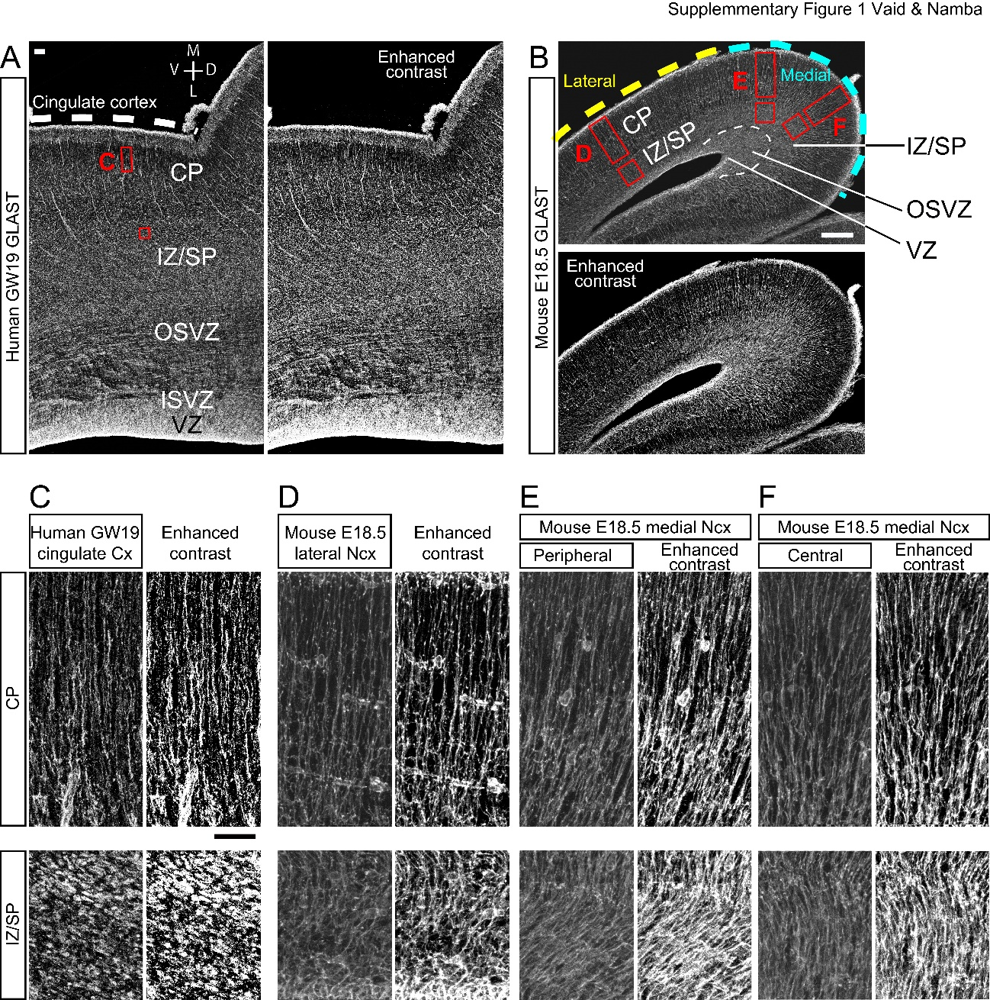 Supplemmentary Figure 1 Vaid & Namba
A
M
V D
L
Cingulate cortex
C
CP
IZ/SP
OSVZ
ISVZ
VZ
Human GW19 GLAST
Enhanced
contrast
B
Lateral
Medial
E
CP
D
IZ/SP
F
IZ/SP
OSVZ
VZ
Mouse E18.5 GLAST
Enhanced
contrast
C
Human GW19
cingulate Cx
Enhanced
contrast
D
Mouse E18.5
lateral Ncx
Enhanced
contrast
E
Mouse E18.5 medial Ncx
Peripheral
Enhanced
contrast
F
Mouse E18.5 medial Ncx
Central
Enhanced
contrast
CP
IZ/SP